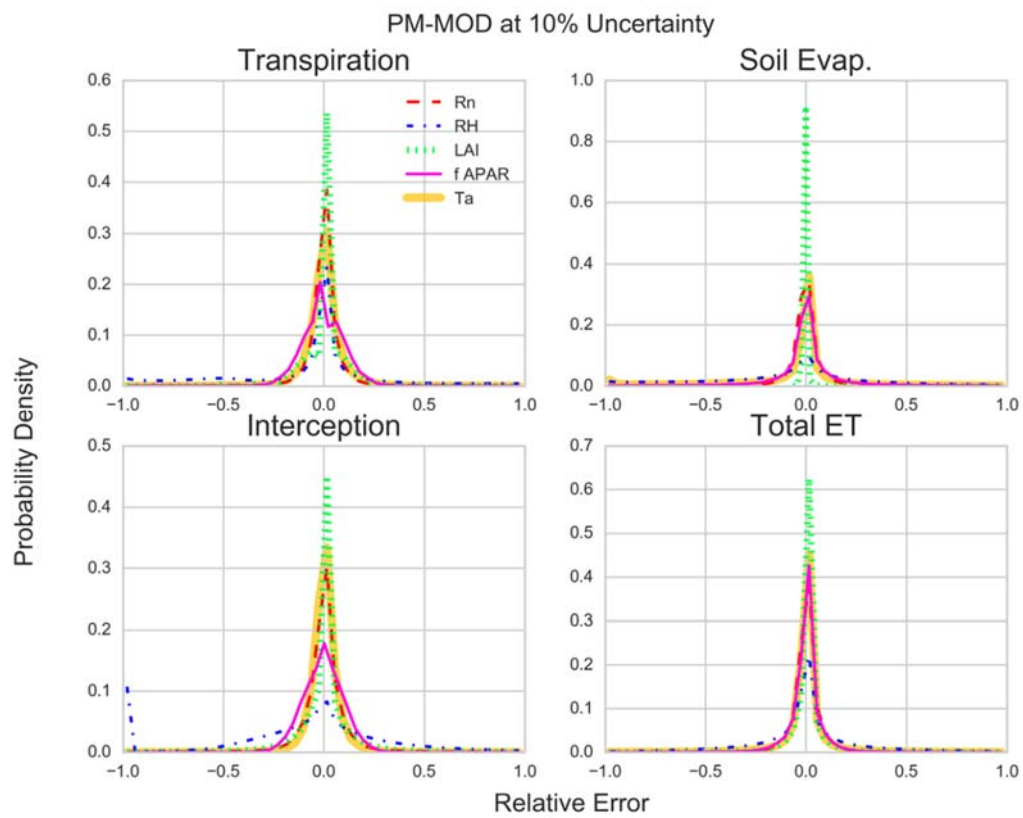 PM-MOD at 10% Uncertainty
Transpiration
Soil Evap.
0.6
0.5
0.4
0.3
0.2
0.1
0.0
Rn
RH
LAI
f APAR
Ta
−1.0 −0.5 0.0 0.5 1.0
1.0
0.8
0.6
0.4
0.2
0.0
−1.0 −0.5 0.0 0.5 1.0
Interception
Total ET
0.5
0.4
0.3
0.2
0.1
0.0
−1.0 −0.5 0.0 0.5 1.0
0.7
0.6
0.5
0.4
0.3
0.2
0.1
0.0
−1.0 −0.5 0.0 0.5 1.0
Probability Density
Relative Error